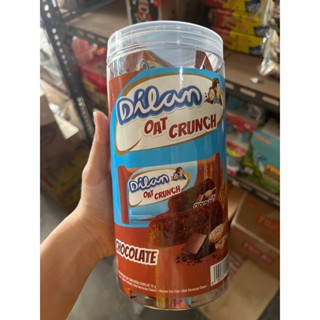 Dilan
OAT CRUNCH
Dilan
OAT CRUNCH
CHOCOLATE